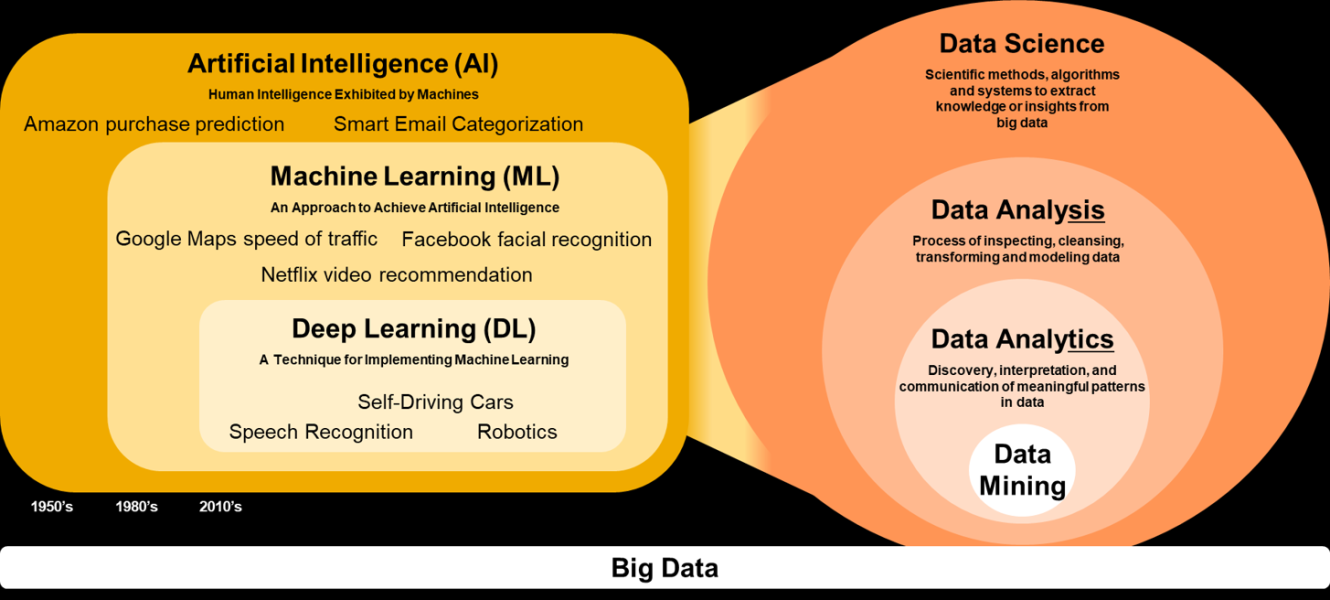 Artificial Intelligence (AI)
Human Intelligence Exhibited by Machines
Amazon purchase prediction
Smart Email Categorization
Machine Learning (ML)
An Approach to Achieve Artificial Intelligence
Google Maps speed of traffic
Facebook facial recognition
Netflix video recommendation
Deep Learning (DL)
A Technique for Implementing Machine Learning
Self-Driving Cars
Speech Recognition
Robotics
1950's
1980's
2010's
Data Science
Scientific methods, algorithms
and systems to extract
knowledge or insights from
big data
Data Analysis
Process of inspecting, cleansing,
transforming and modeling data
Data Analytics
Discovery, interpretation, and
communication of meaningful patterns
in data
Data
Mining
Big Data